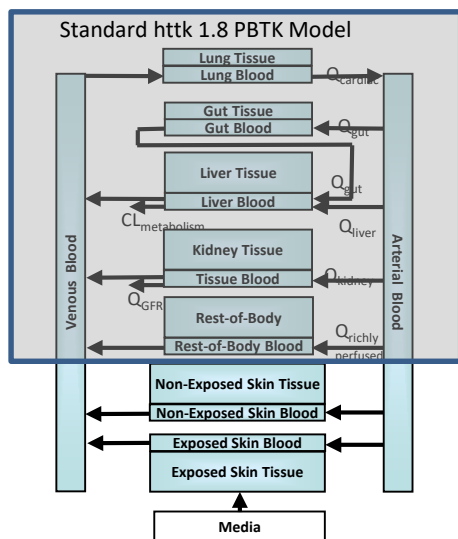 Standard httk 1.8 PBTK Model
Lung Tissue
Lung Blood
Qcardiac
Gut Tissue
Gut Blood
Qgut
Liver Tissue
Qgut
Liver Blood
CLmetabolism
Qliver
Kidney Tissue
Tissue Blood
Qkidney
QGFR
Rest-of-Body
Rest-of-Body Blood
Qrichly
perfused
Venous Blood
Arterial Blood
Non-Exposed Skin Tissue
Non-Exposed Skin Blood
Exposed Skin Blood
Exposed Skin Tissue
Media